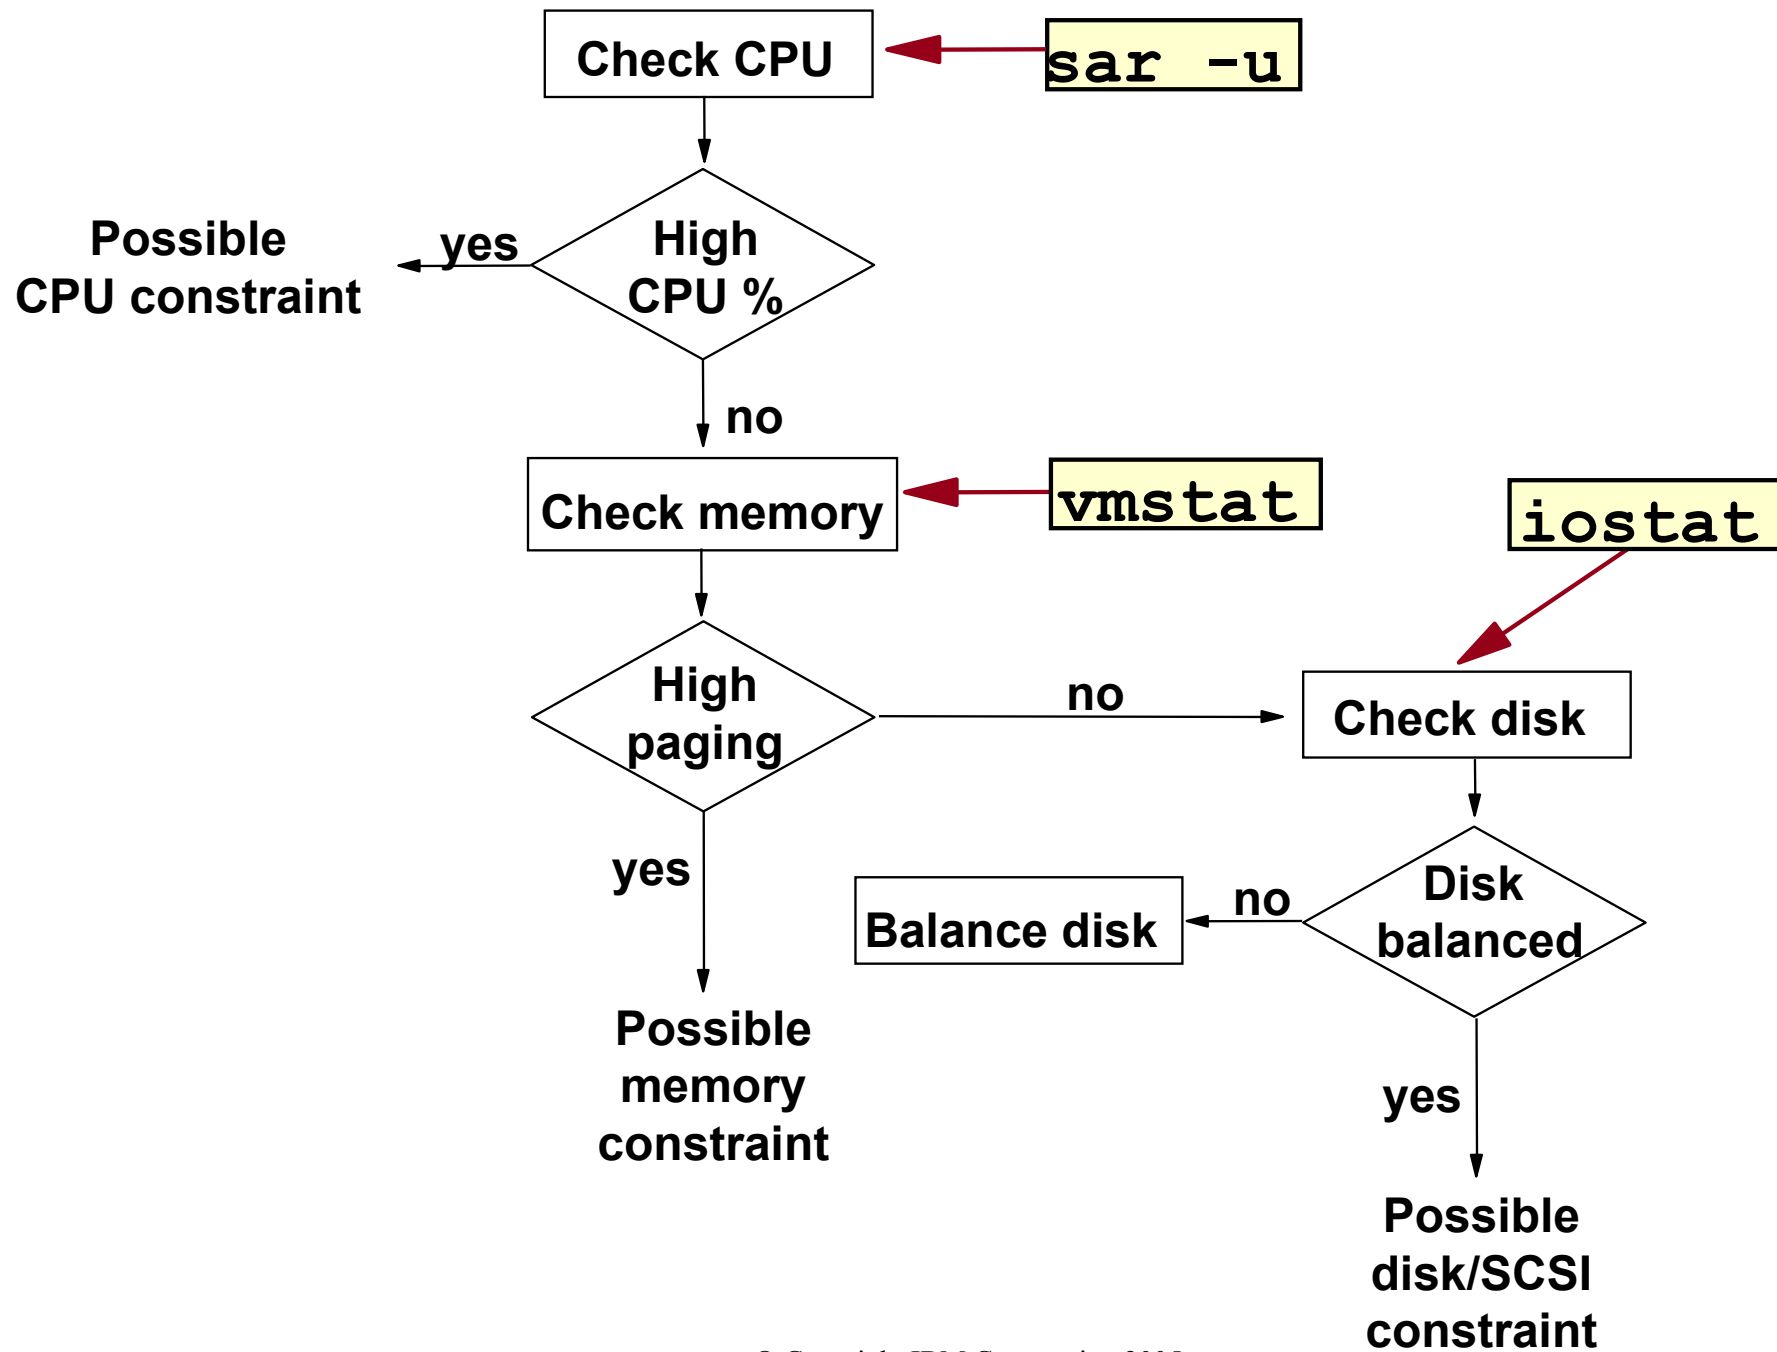 Check CPU
sar -u
High
CPU %
yes
Possible
CPU constraint
no
Check memory
vmstat
iostat
High
paging
no
Check disk
yes
Possible
memory
constraint
Disk
balanced
no
Balance disk
yes
Possible
disk/SCSI
constraint